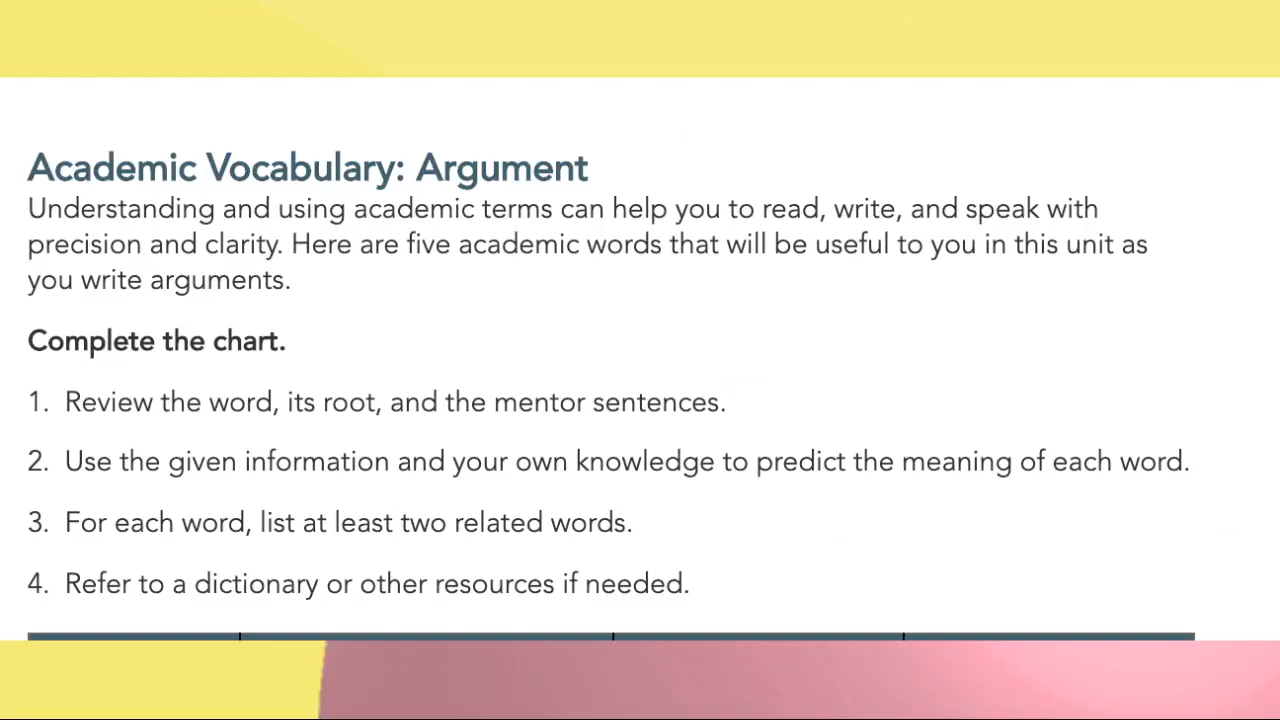 Academic Vocabulary: Argument
Understanding and using academic terms can help you to read, write, and speak with
precision and clarity. Here are five academic words that will be useful to you in this unit as
you write arguments.
Complete the chart.
1. Review the word, its root, and the mentor sentences.
2. Use the given information and your own knowledge to predict the meaning of each word.
3. For each word, list at least two related words.
4. Refer to a dictionary or other resources if needed.